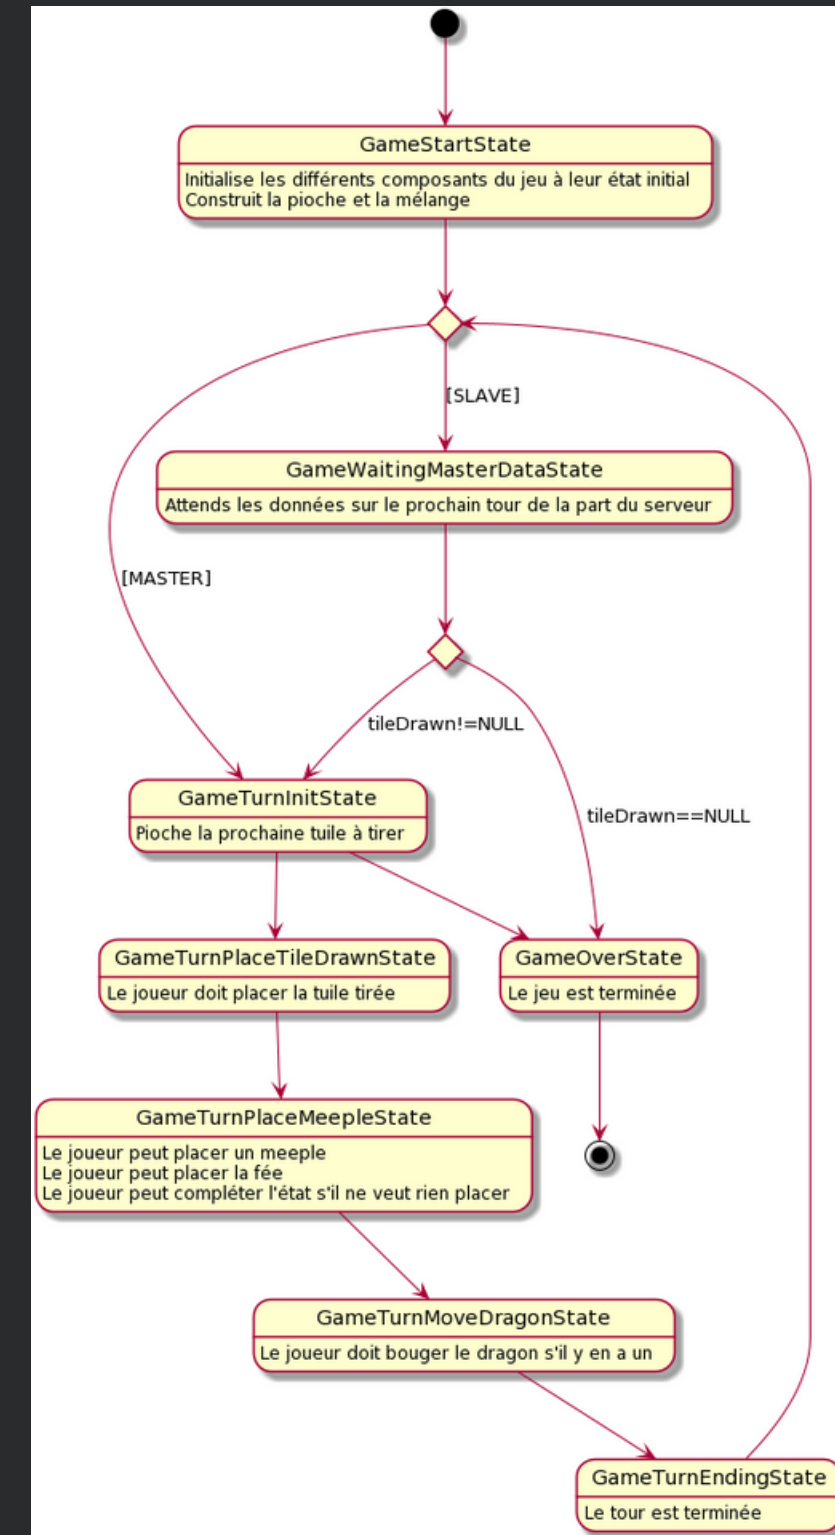 GameStartState
Initialise les différents composants du jeu à leur état initial
Construit la pioche et la mélange
[SLAVE]
GameWaitingMasterDataState
Attends les données sur le prochain tour de la part du serveur
[MASTER]
tileDrawn!=NULL
GameTurnInitState
Pioche la prochaine tuile à tirer
tileDrawn==NULL
GameTurnPlaceTileDrawnState
Le joueur doit placer la tuile tirée
GameOverState
Le jeu est terminée
GameTurnPlaceMeepleState
Le joueur peut placer un meeple
Le joueur peut placer la fée
Le joueur peut compléter l'état s'il ne veut rien placer
GameTurnMoveDragonState
Le joueur doit bouger le dragon s'il y en a un
GameTurnEndingState
Le tour est terminée